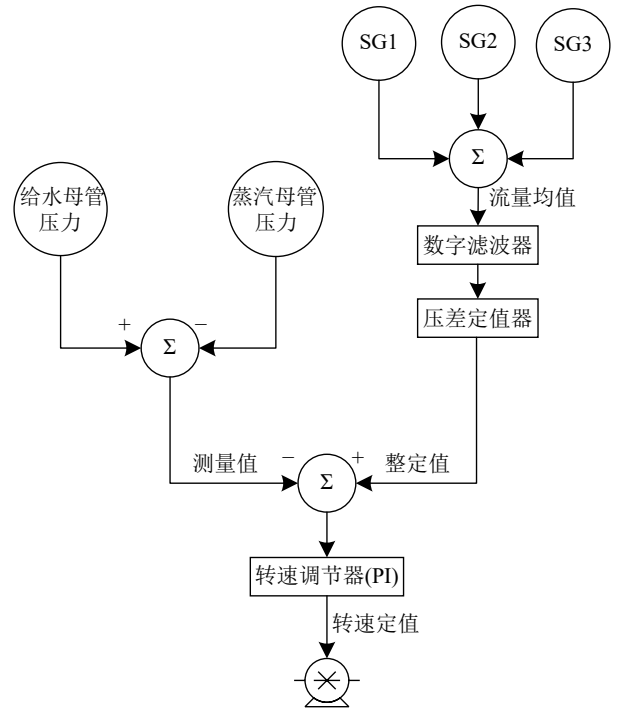 SG1
SG2
SG3
Σ
流量均值
给水母管
压力
蒸汽母管
压力
数字滤波器
压差定值器
+
−
Σ
测量值
−
+
整定值
Σ
转速调节器(PI)
转速定值